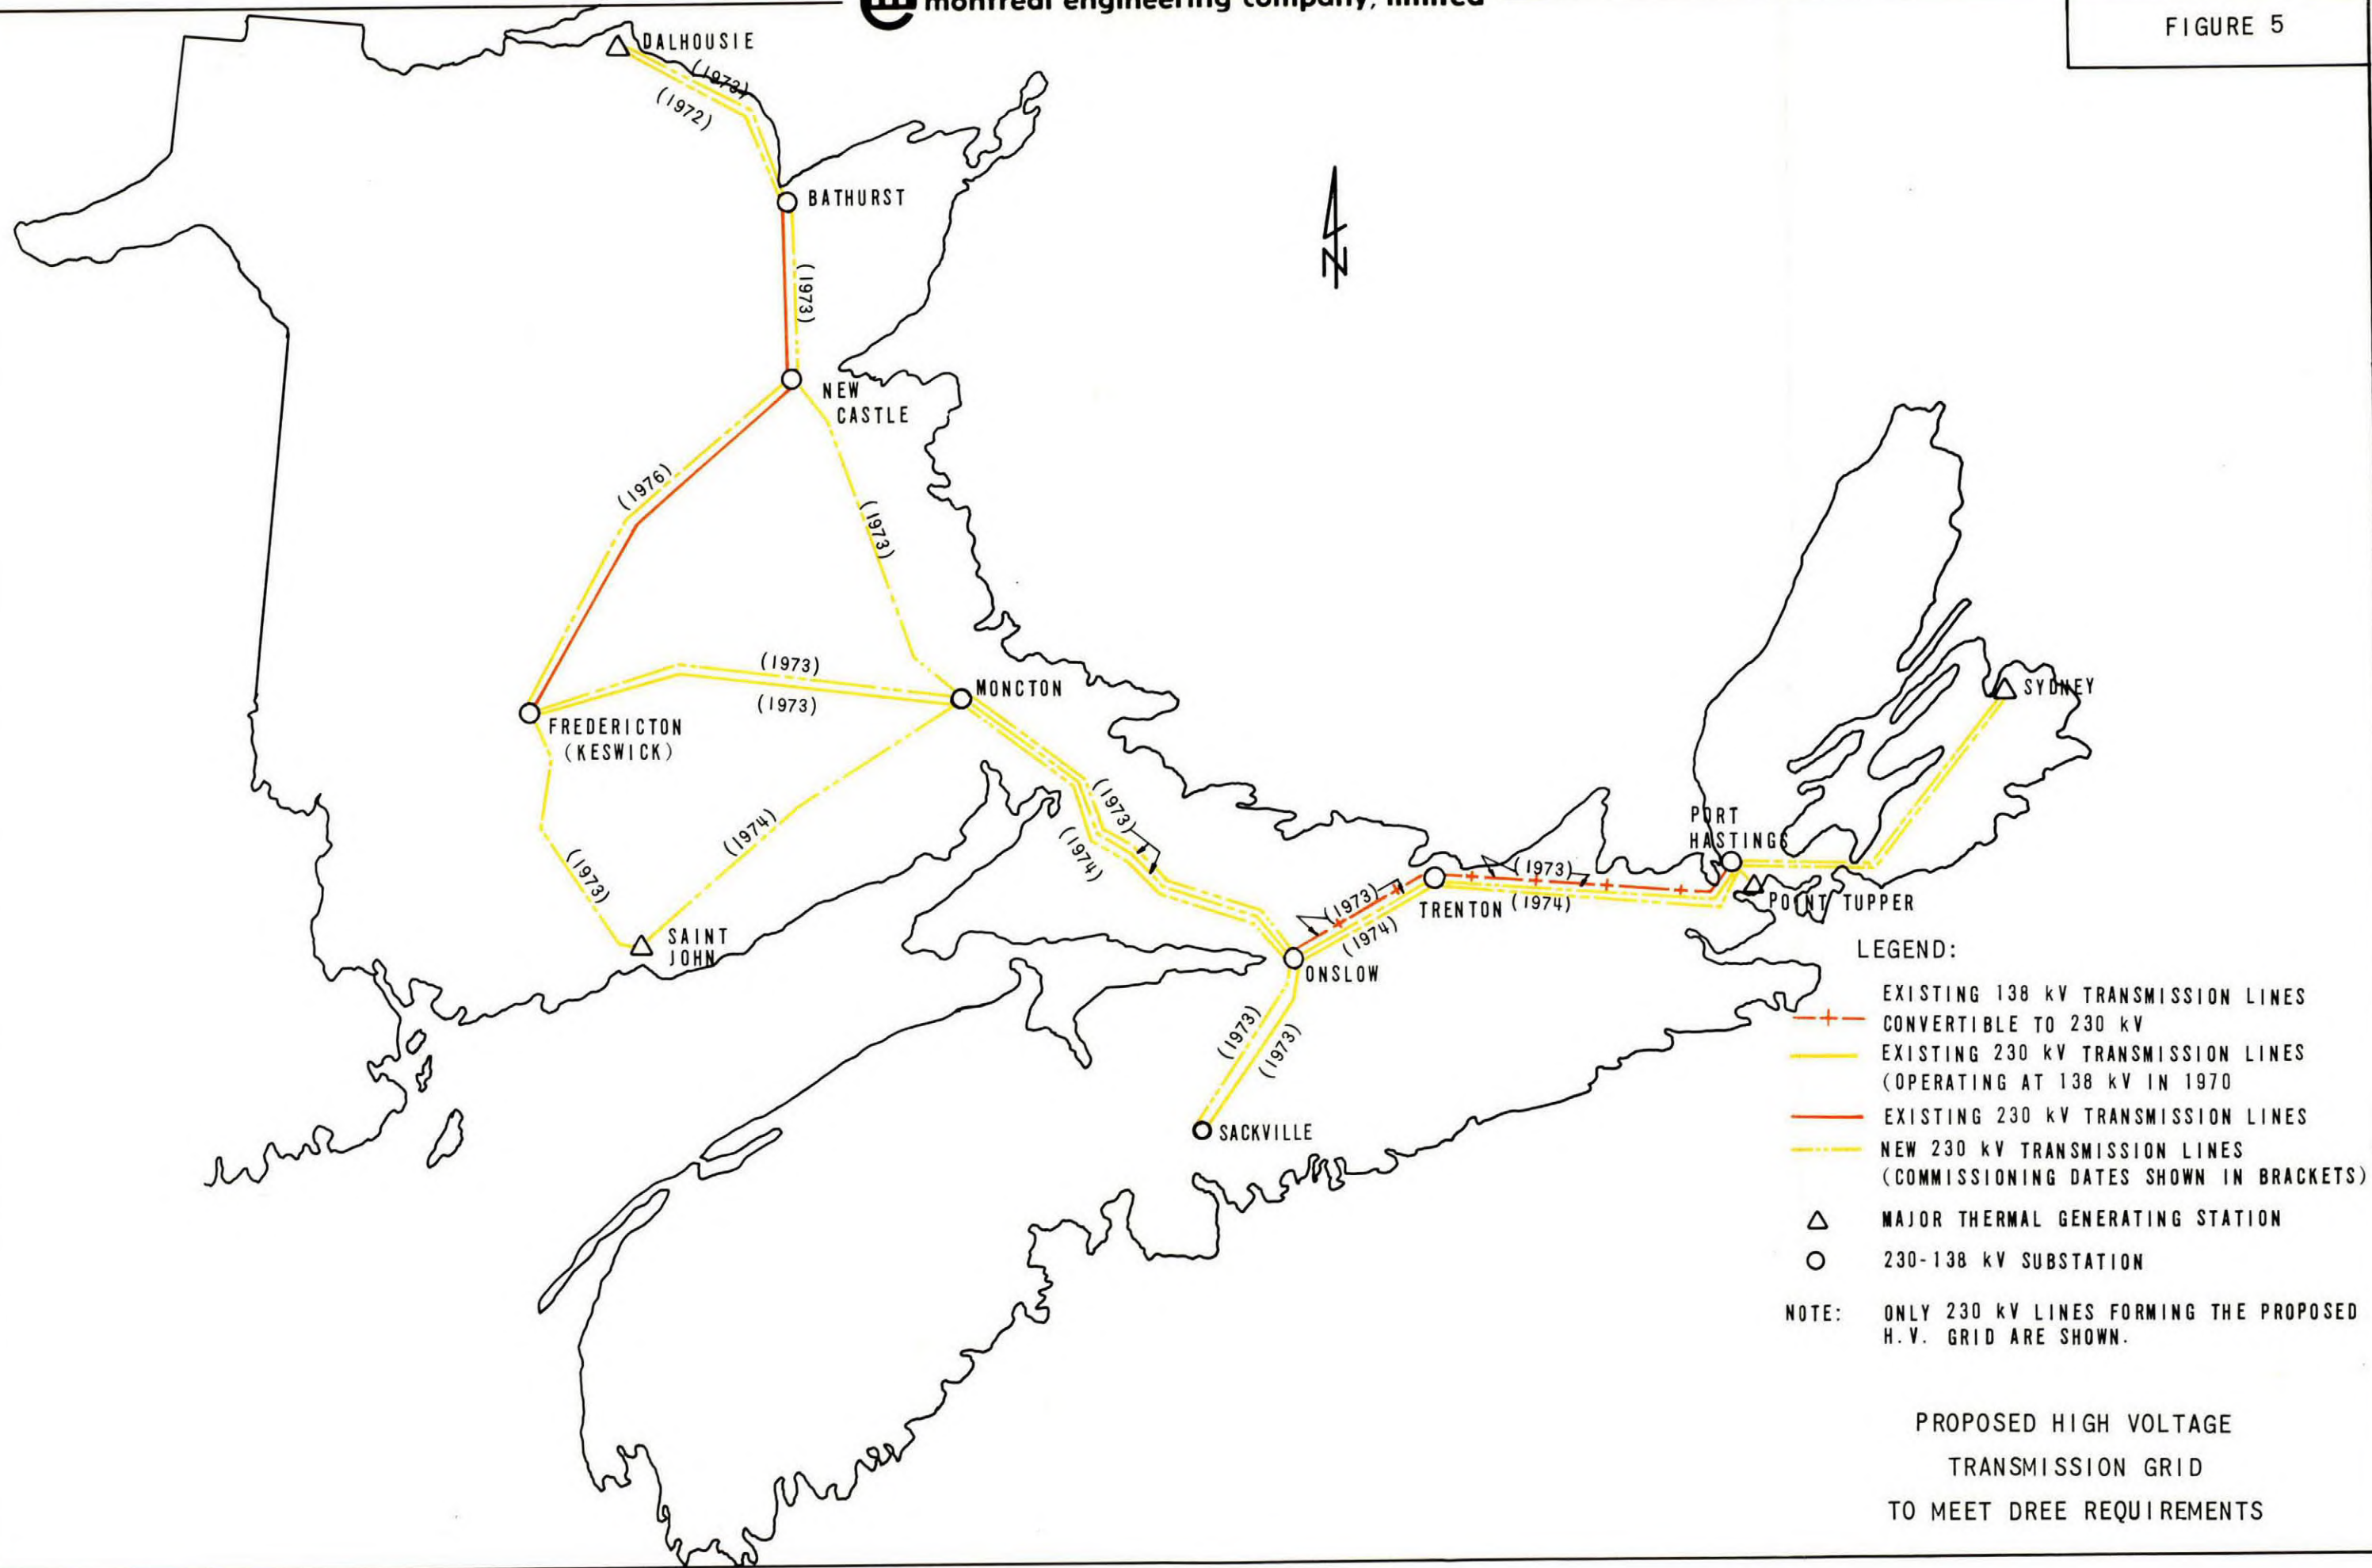 montreal engineering company, limited
FIGURE 5
DALHOUSIE
(1973)
(1972)
BATHURST
(1973)
NEW
CASTLE
(1976)
(1973)
(1973)
MONCTON
(1973)
FREDERICTON
(KESWICK)
SYDNEY
(1973)
(1974)
(1974)
(1973)
SAINT
JOHN
PORT
HASTINGS
(1973)
(1973)
TRENTON
(1974)
POINT TUPPER
(1974)
ONSLOW
(1973)
(1973)
SACKVILLE
N
LEGEND:
EXISTING 138 kV TRANSMISSION LINES
CONVERTIBLE TO 230 kV
EXISTING 230 kV TRANSMISSION LINES
(OPERATING AT 138 kV IN 1970
EXISTING 230 kV TRANSMISSION LINES
NEW 230 kV TRANSMISSION LINES
(COMMISSIONING DATES SHOWN IN BRACKETS)
MAJOR THERMAL GENERATING STATION
230-138 kV SUBSTATION
NOTE: ONLY 230 kV LINES FORMING THE PROPOSED
H.V. GRID ARE SHOWN.
PROPOSED HIGH VOLTAGE
TRANSMISSION GRID
TO MEET DREE REQUIREMENTS